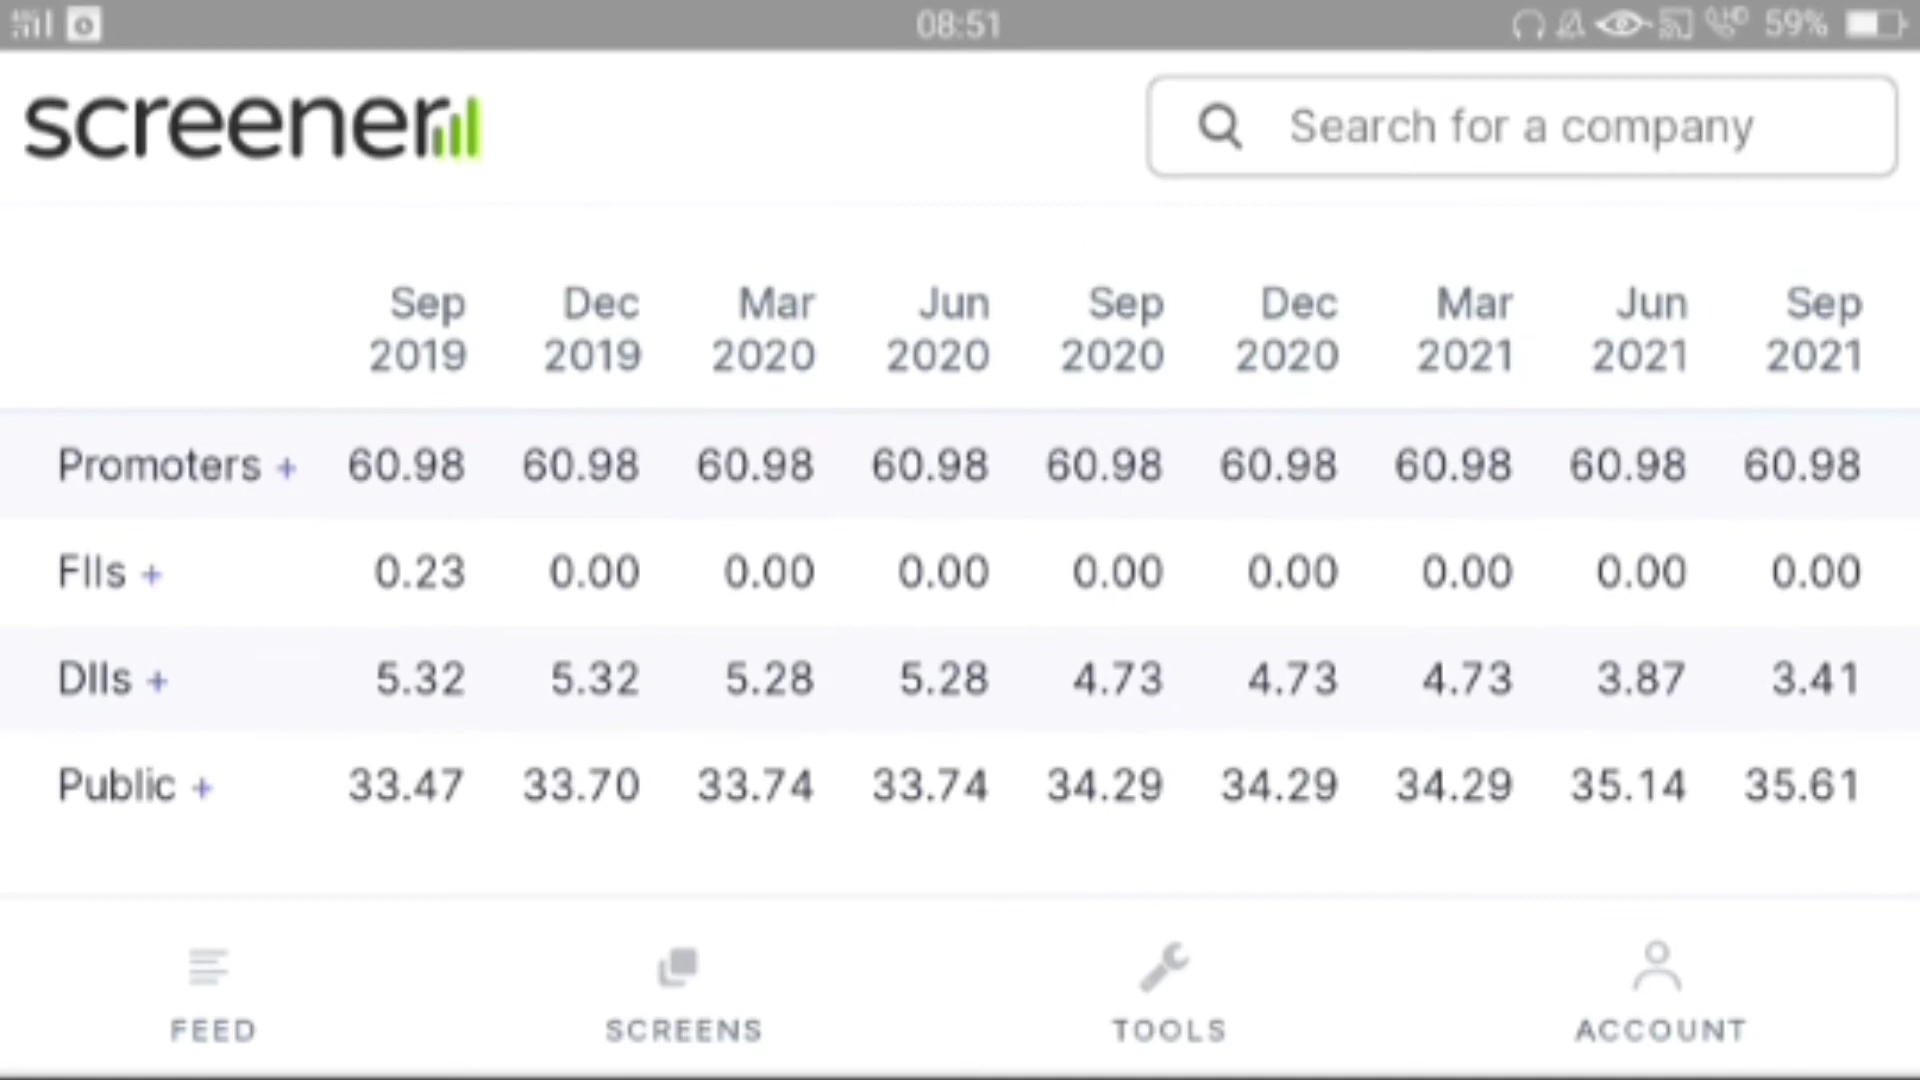 08:51 59%
screener Search for a company
Sep Dec Mar Jun Sep Dec Mar Jun Sep
2019 2019 2020 2020 2020 2020 2021 2021 2021
Promoters + 60.98 60.98 60.98 60.98 60.98 60.98 60.98 60.98 60.98
FIIs + 0.23 0.00 0.00 0.00 0.00 0.00 0.00 0.00 0.00
DIIs + 5.32 5.32 5.28 5.28 4.73 4.73 4.73 3.87 3.41
Public + 33.47 33.70 33.74 33.74 34.29 34.29 34.29 35.14 35.61
FEED SCREENS TOOLS ACCOUNT